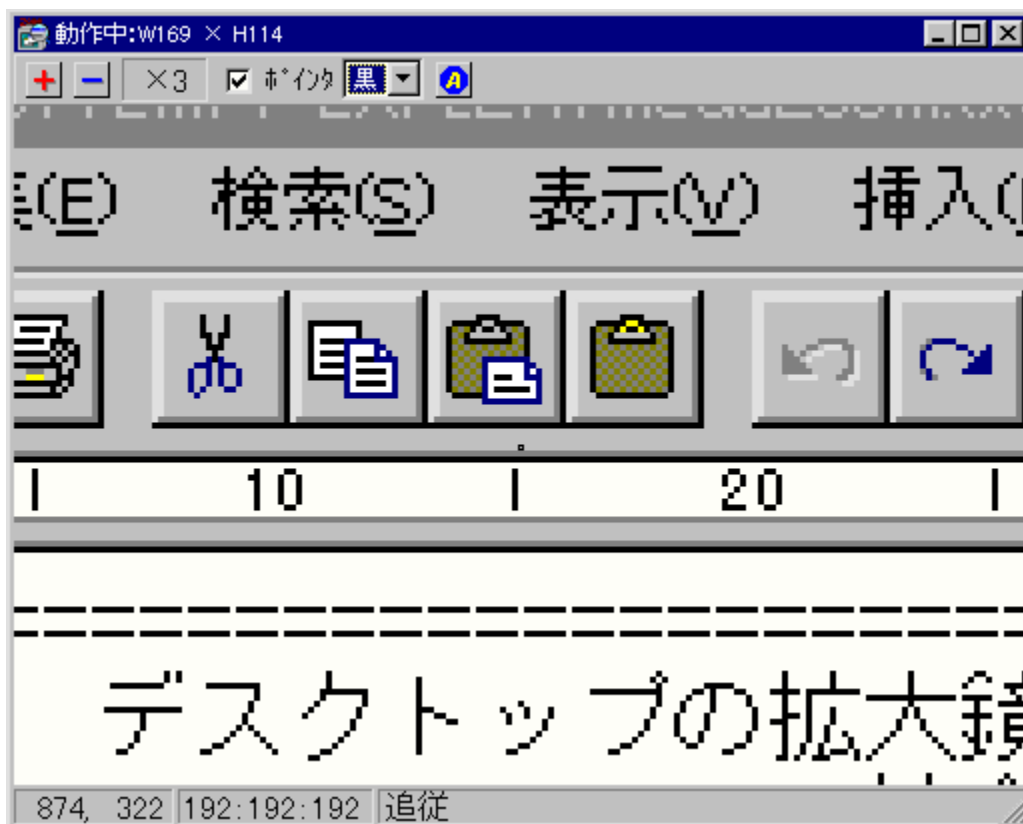 動作中:W169 × H114
×3 ポインタ 黒 A
(E) 検索(S) 表示(V) 挿入(
10 20
================
デスクトップの拡大鏡
874, 322 192:192:192 追従